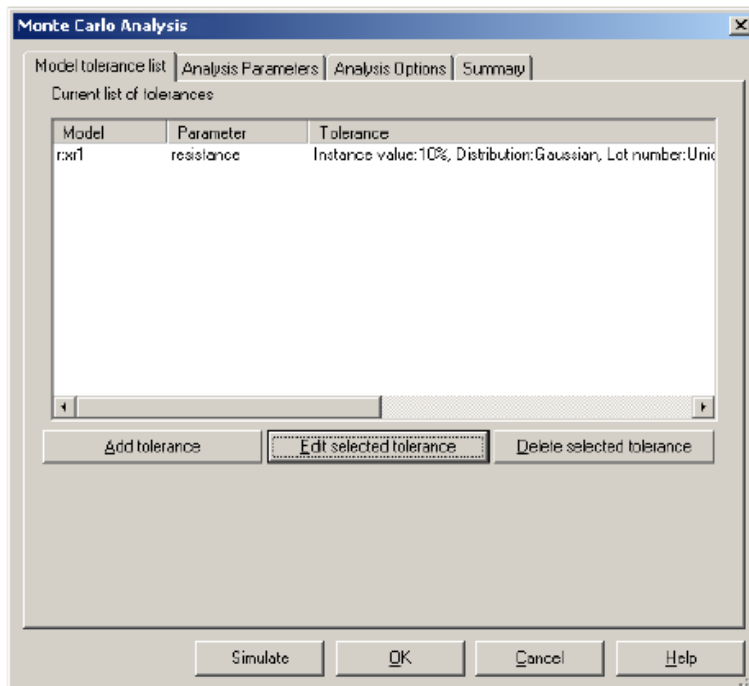 Monte Carlo Analysis
Model tolerance list Analysis Parameters Analysis Options Summary
Current list of tolerances
Model Parameter Tolerance
r:xr1 resistance Instance value:10%, Distribution:Gaussian, Lot number:Uniq
Add tolerance Edit selected tolerance Delete selected tolerance
Simulate OK Cancel Help